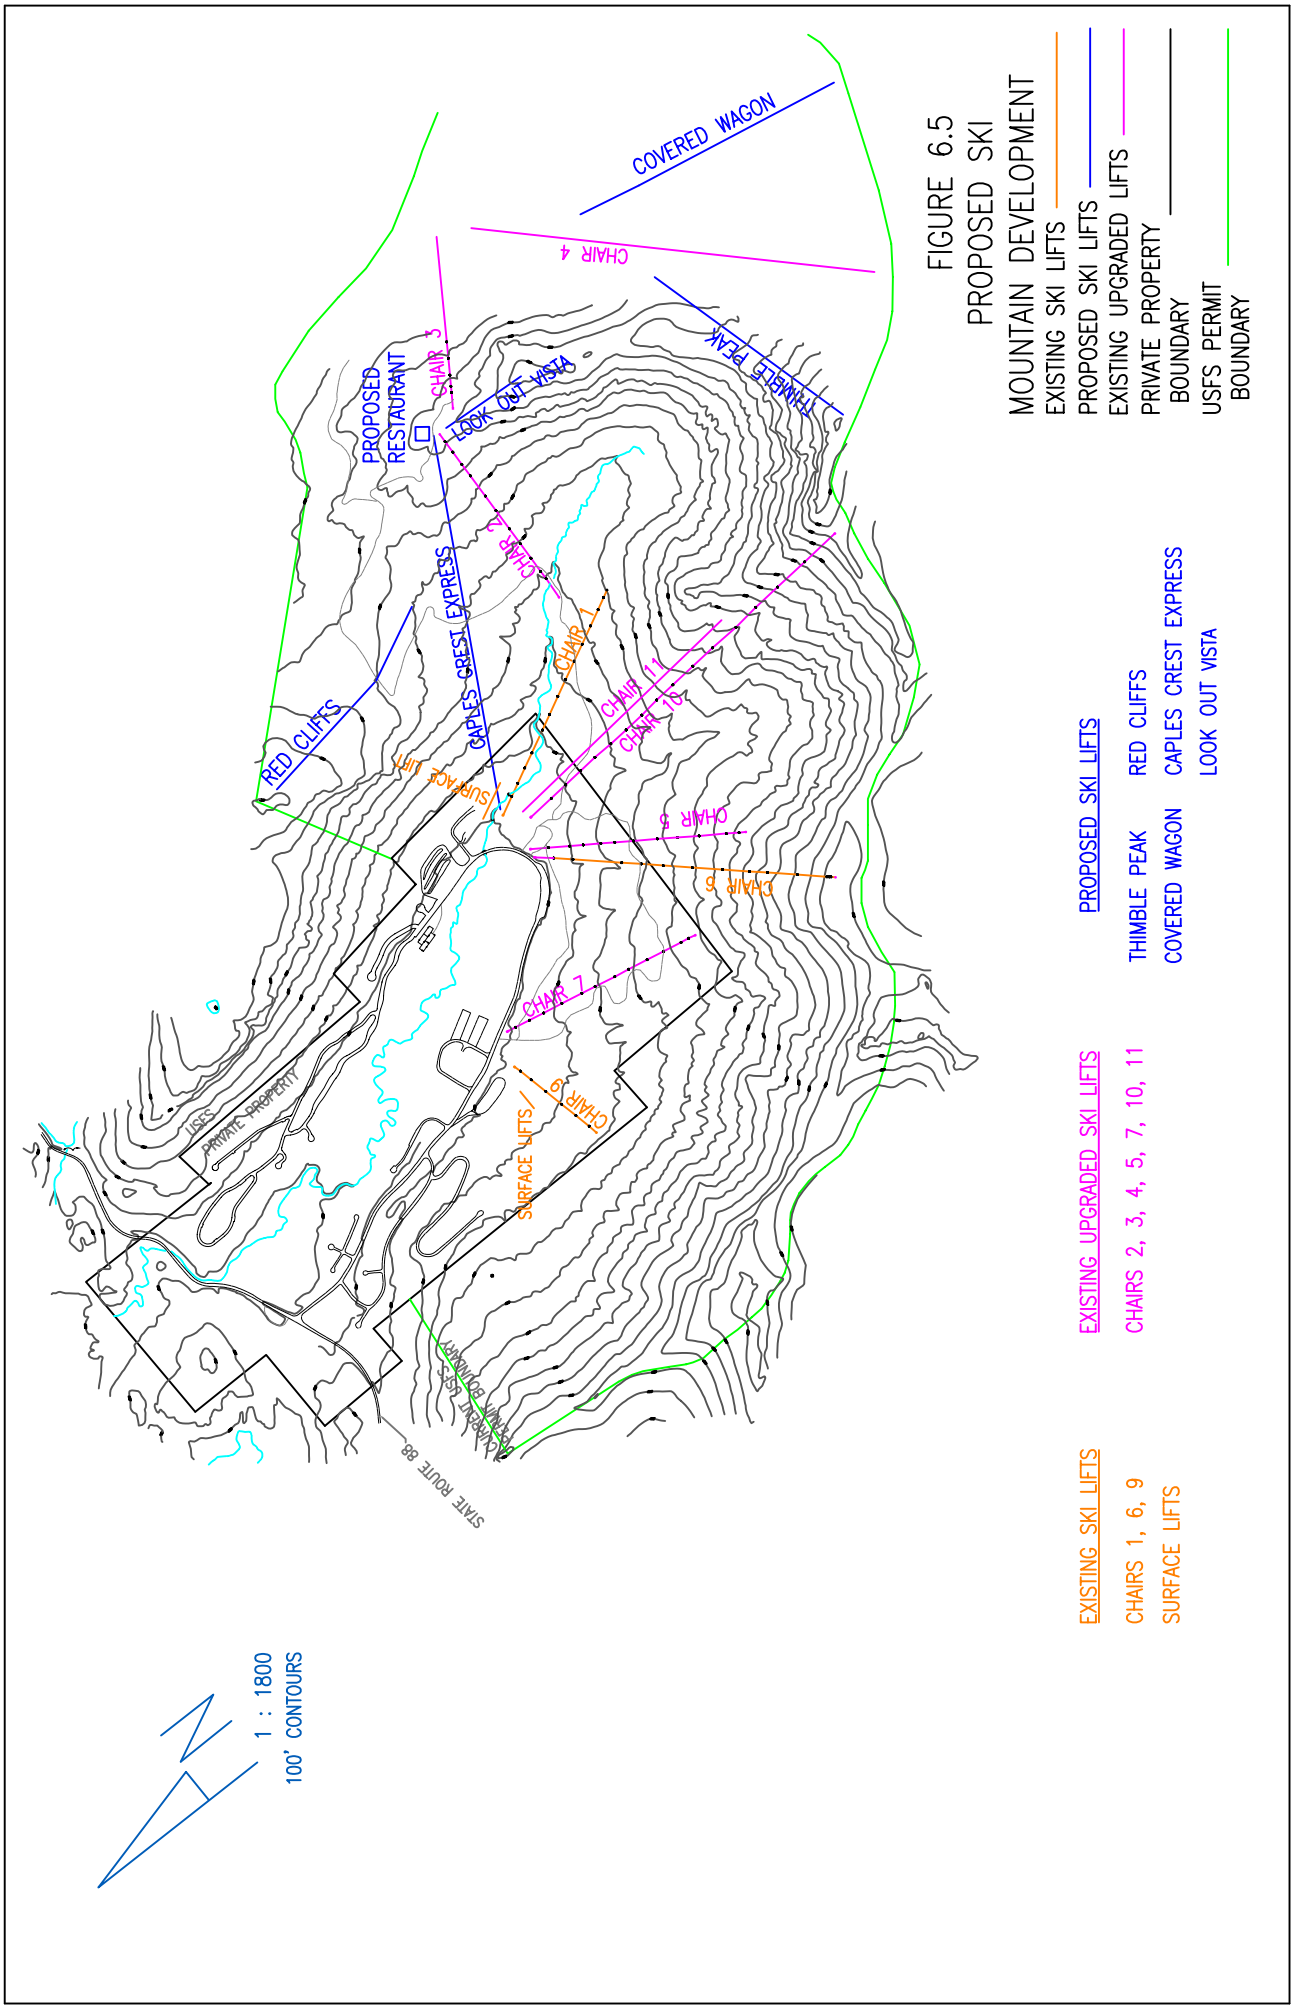 FIGURE 6.5
PROPOSED SKI
MOUNTAIN DEVELOPMENT
EXISTING SKI LIFTS
PROPOSED SKI LIFTS
EXISTING UPGRADED LIFTS
PRIVATE PROPERTY
BOUNDARY
USFS PERMIT
BOUNDARY
COVERED WAGON
CHAIR 4
THIMBLE PEAK
CHAIR 3
PROPOSED
RESTAURANT
LOOK OUT VISTA
CHAIR 2
CAPLES CREST EXPRESS
RED CLIFFS
SURFACE LIFT
CHAIR 1
CHAIR 11
CHAIR 10
CHAIR 5
CHAIR 6
CHAIR 7
CHAIR 9
SURFACE LIFTS/
USFS
PRIVATE PROPERTY
CURRENT USFS
PERMIT BOUNDARY
STATE ROUTE 88
N
1 : 1800
100' CONTOURS
EXISTING SKI LIFTS
CHAIRS 1, 6, 9
SURFACE LIFTS
EXISTING UPGRADED SKI LIFTS
CHAIRS 2, 3, 4, 5, 7, 10, 11
PROPOSED SKI LIFTS
THIMBLE PEAK RED CLIFFS
COVERED WAGON CAPLES CREST EXPRESS
LOOK OUT VISTA